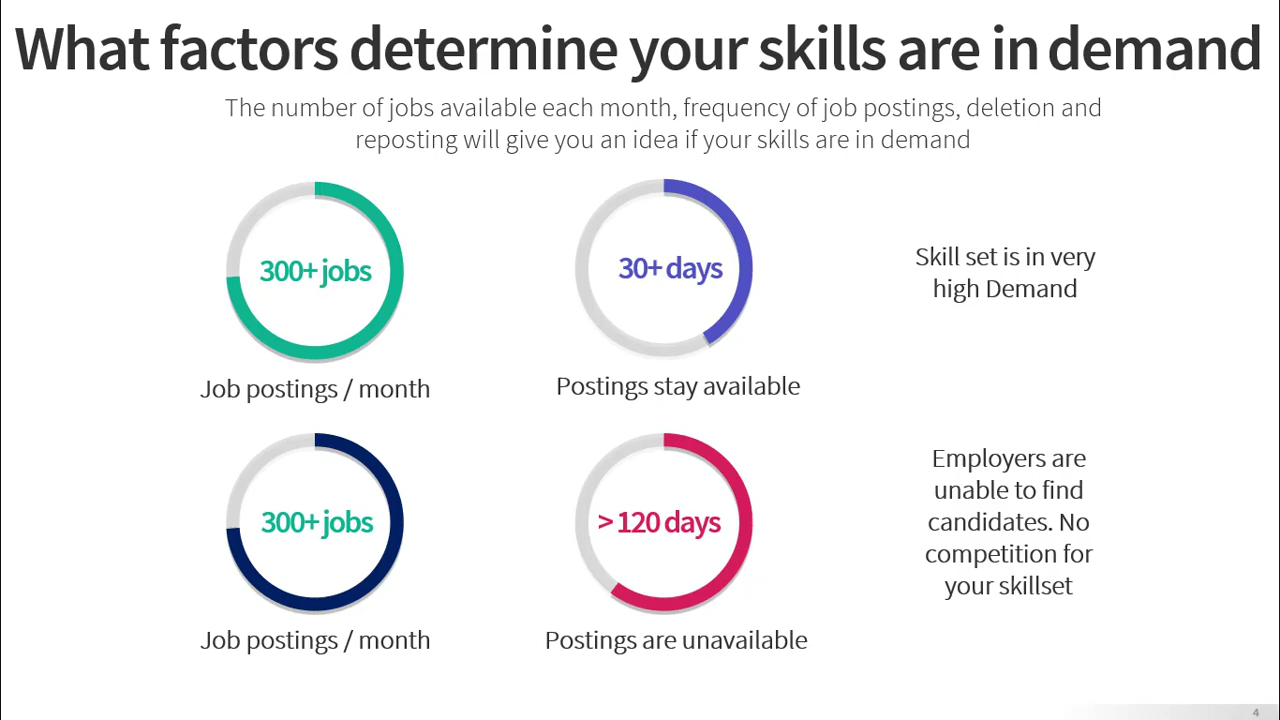 What factors determine your skills are in demand
The number of jobs available each month, frequency of job postings, deletion and
reposting will give you an idea if your skills are in demand
300+ jobs
Job postings / month
30+ days
Postings stay available
Skill set is in very
high Demand
300+ jobs
Job postings / month
> 120 days
Postings are unavailable
Employers are
unable to find
candidates. No
competition for
your skillset
4